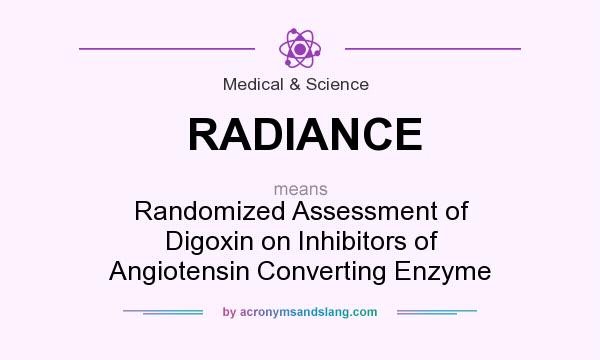 Medical & Science
RADIANCE
means
Randomized Assessment of
Digoxin on Inhibitors of
Angiotensin Converting Enzyme
by acronymsandslang.com